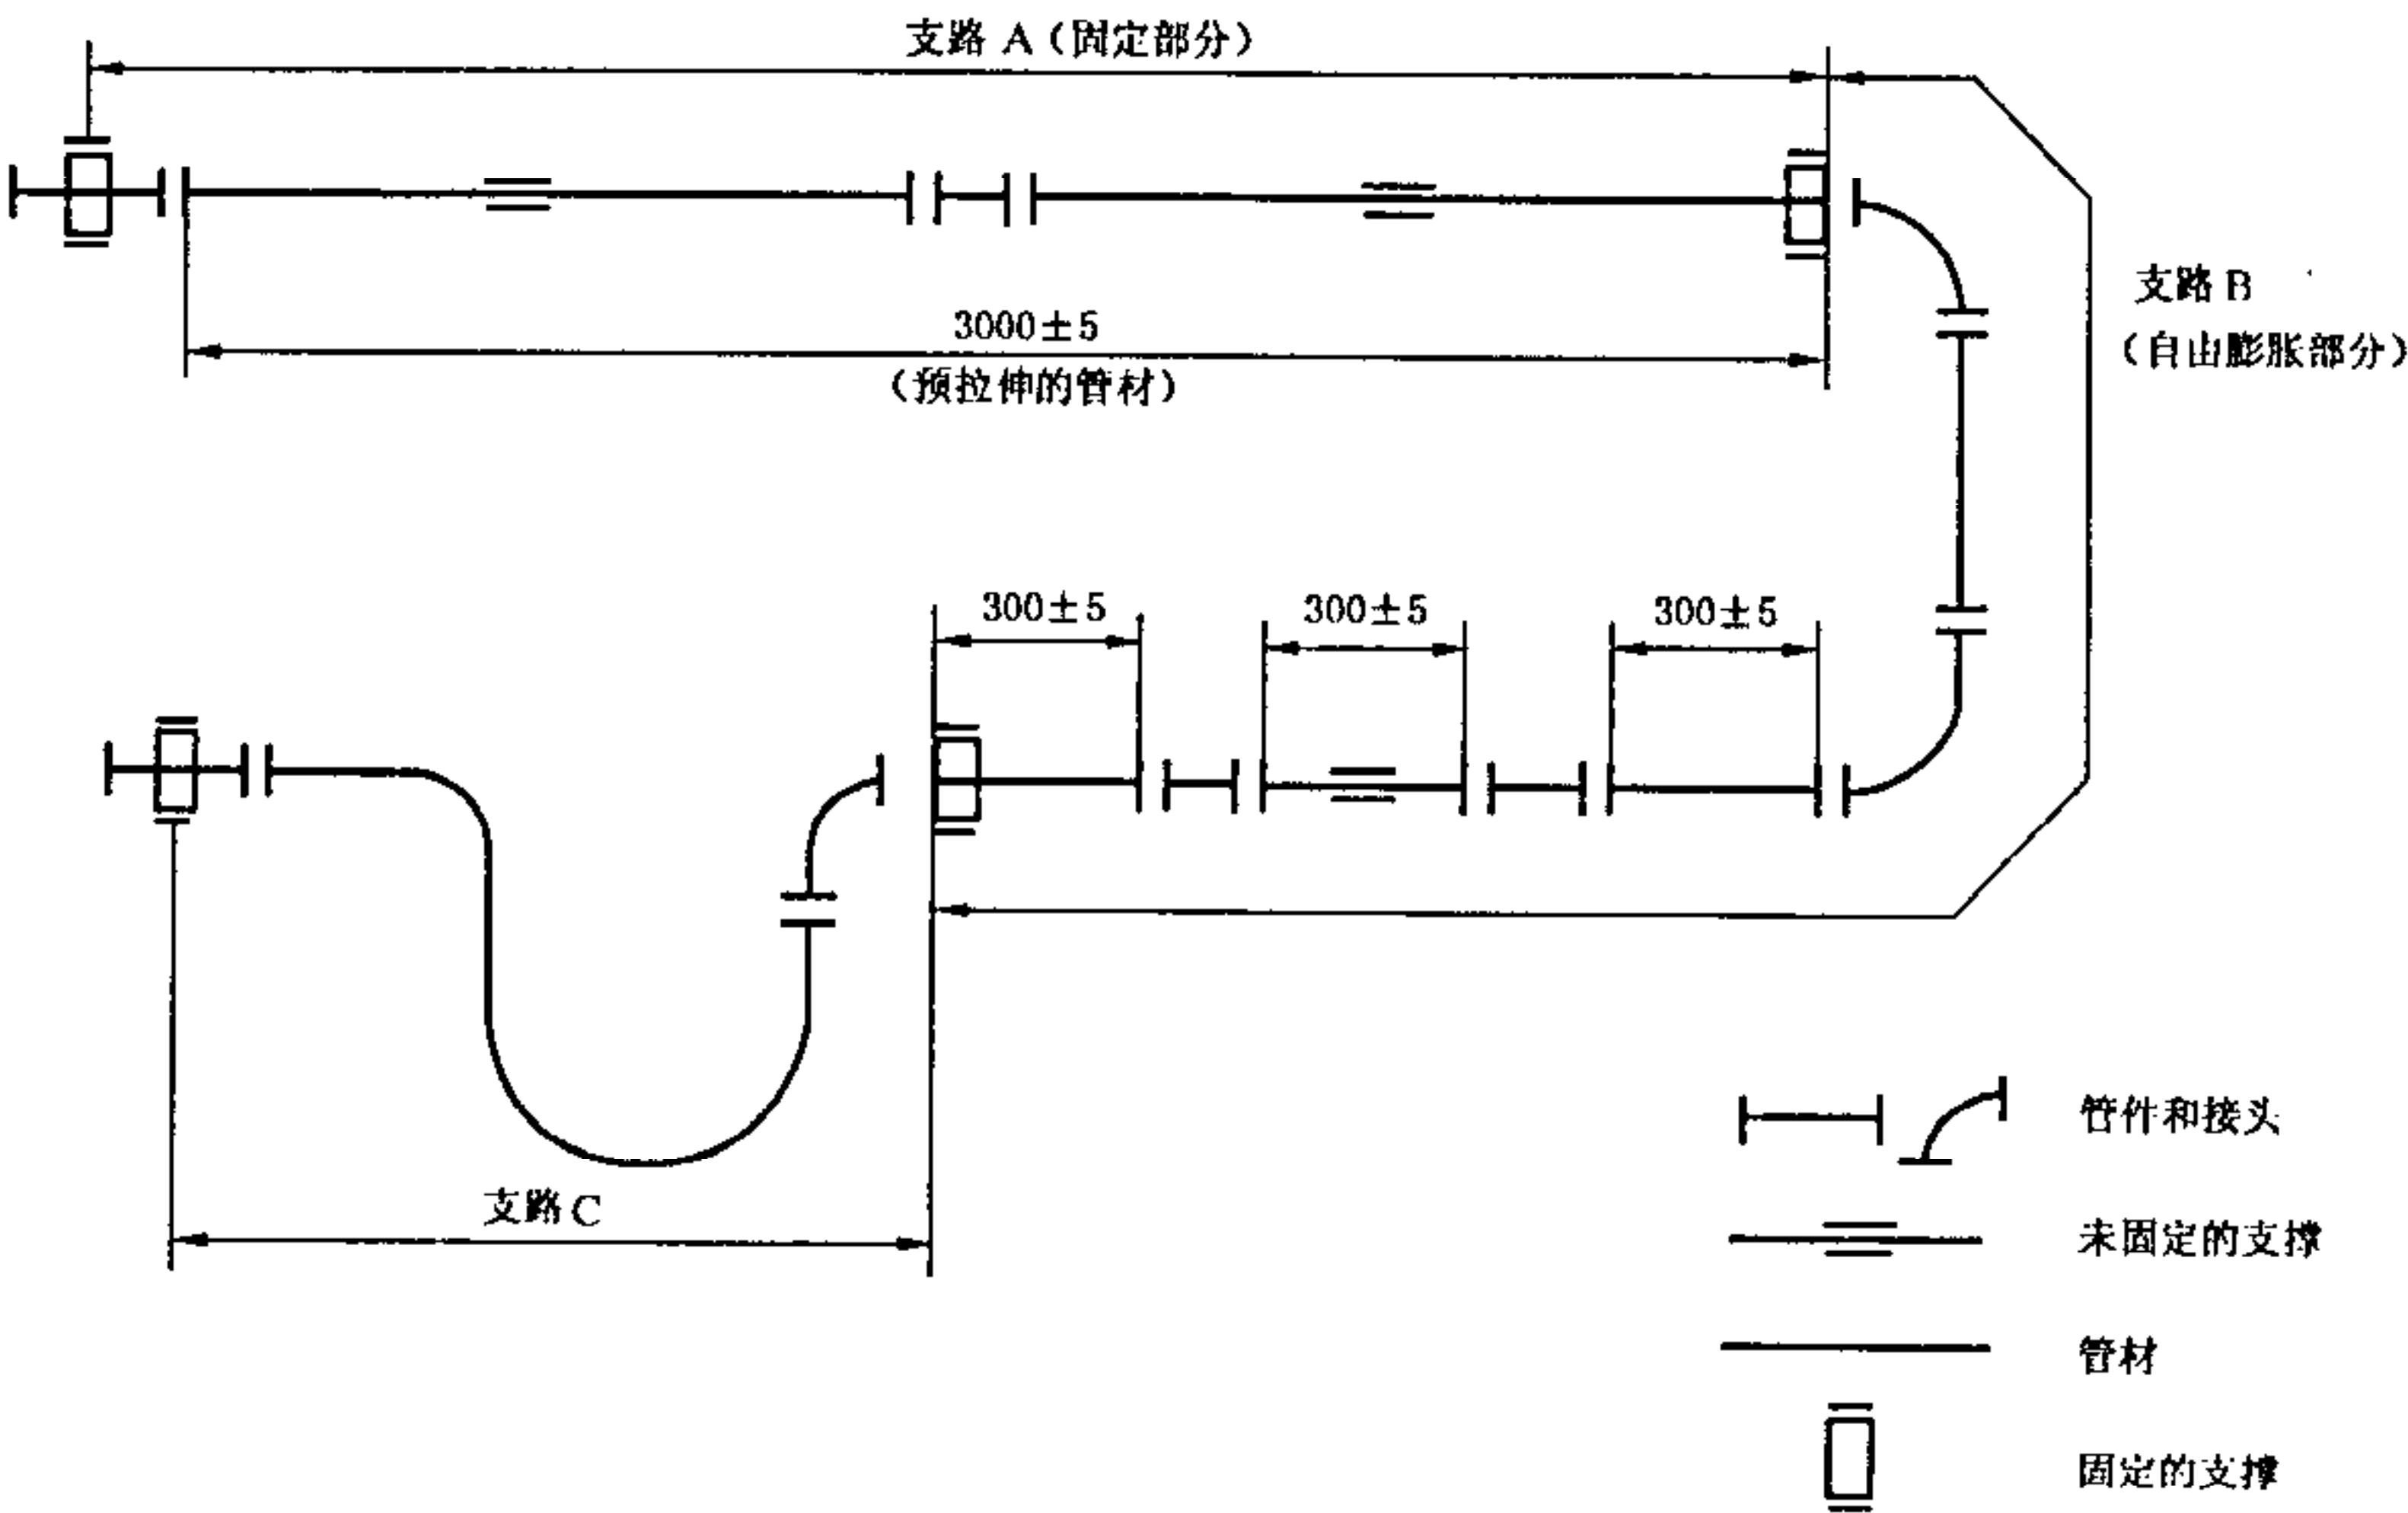 支路 A（固定部分）
3000±5
（预拉伸的管材）
支路 B
（自由膨胀部分）
300±5
300±5
300±5
支路 C
管件和接头
未固定的支撑
管材
固定的支撑